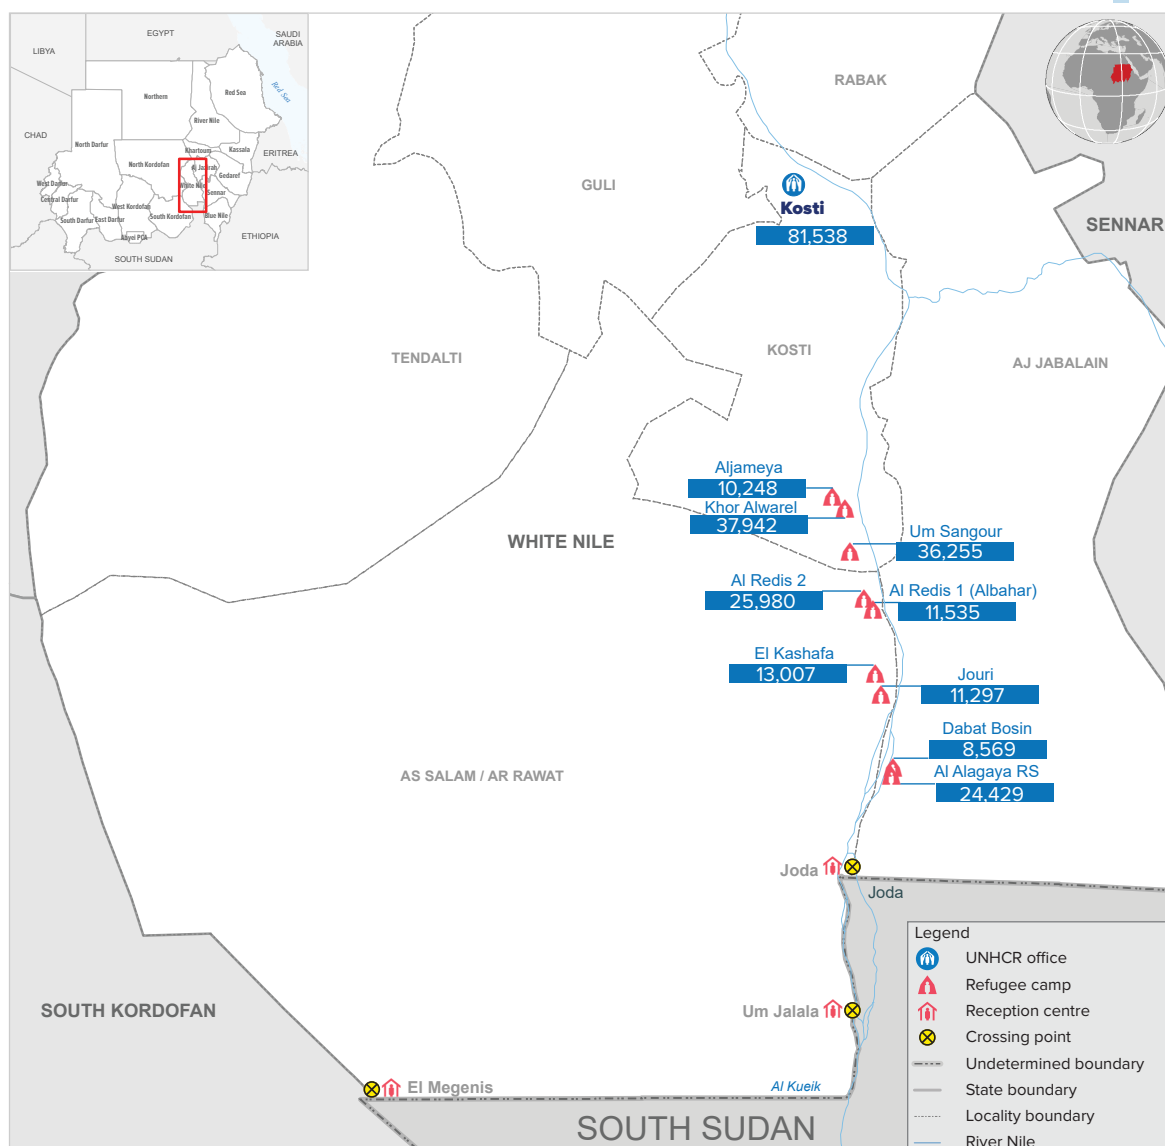 EGYPT
SAUDI
ARABIA
LIBYA
Red Sea
Northern
Red Sea
River Nile
CHAD
North Darfur
Khartoum
Kassala
ERITREA
North Kordofan
Aj Jazirah
Gedaref
West Darfur
White Nile
Sennar
Central Darfur
West Kordofan
South Kordofan
Blue Nile
South Darfur
East Darfur
Abyei PCA
ETHIOPIA
SOUTH SUDAN
RABAK
GULI
Kosti
81,538
SENNAR
TENDALTI
KOSTI
AJ JABALAIN
Aljameya
10,248
Khor Alwarel
37,942
WHITE NILE
Um Sangour
36,255
Al Redis 2
25,980
Al Redis 1 (Albahar)
11,535
El Kashafa
13,007
Jouri
11,297
Dabat Bosin
8,569
AS SALAM / AR RAWAT
Al Alagaya RS
24,429
Joda
Joda
SOUTH KORDOFAN
Um Jalala
El Megenis
Al Kueik
SOUTH SUDAN
Legend
UNHCR office
Refugee camp
Reception centre
Crossing point
Undetermined boundary
State boundary
Locality boundary
River Nile